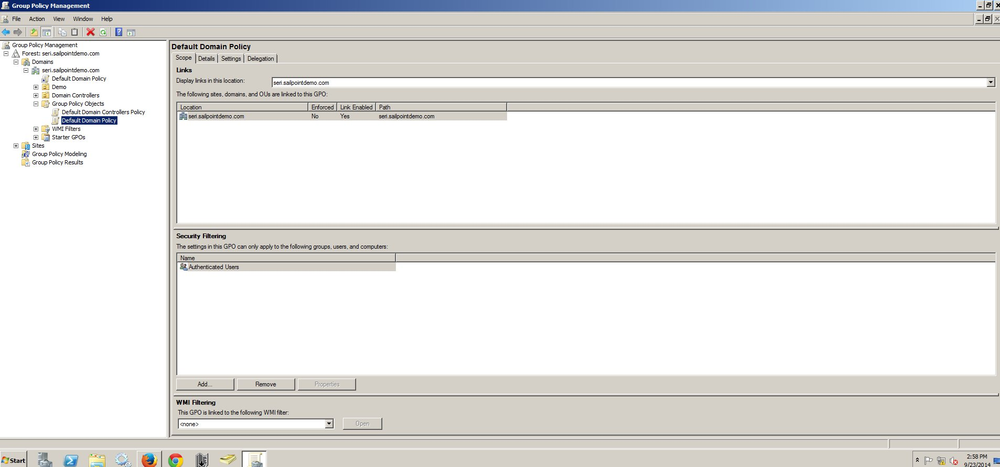 Group Policy Management
File Action View Window Help
Group Policy Management
Forest: seri.sailpointdemo.com
Domains
seri.sailpointdemo.com
Default Domain Policy
Demo
Domain Controllers
Group Policy Objects
Default Domain Controllers Policy
Default Domain Policy
WMI Filters
Starter GPOs
Sites
Group Policy Modeling
Group Policy Results
Default Domain Policy
Scope Details Settings Delegation
Links
Display links in this location: seri.sailpointdemo.com
The following sites, domains, and OUs are linked to this GPO:
Location Enforced Link Enabled Path
seri.sailpointdemo.com No Yes seri.sailpointdemo.com
Security Filtering
The settings in this GPO can only apply to the following groups, users, and computers:
Name
Authenticated Users
Add... Remove Properties
WMI Filtering
This GPO is linked to the following WMI filter:
<none> Open
Start
2:58 PM
9/23/2014